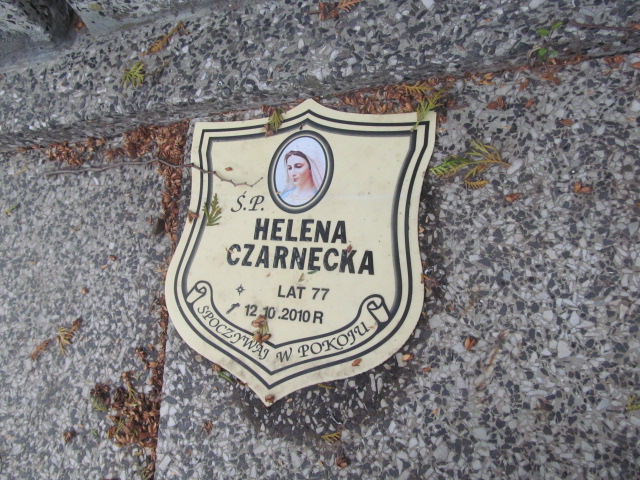 Ś.P.
HELENA
CZARNECKA
LAT 77
12.10.2010 R
SPOCZYWAJ W POKOJU